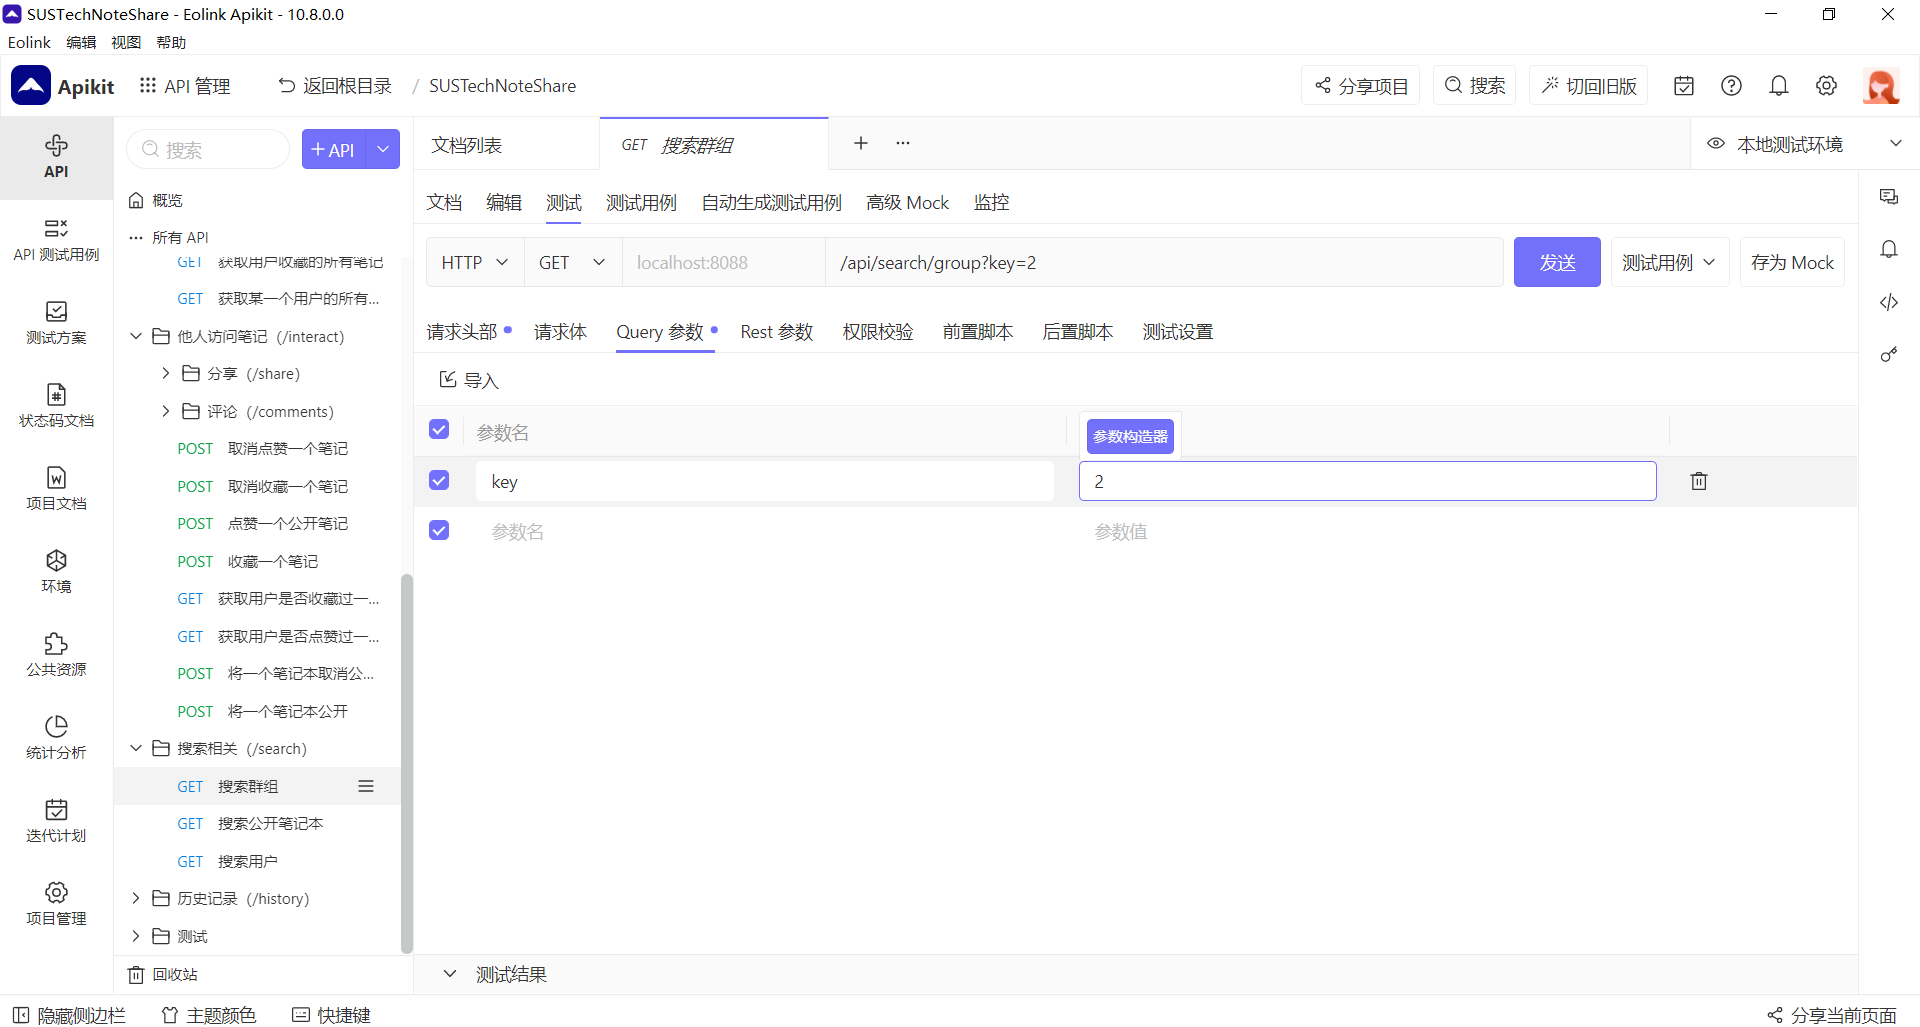 SUSTechNoteShare - Eolink Apikit - 10.8.0.0
Eolink 编辑 视图 帮助
Apikit API 管理 返回根目录 / SUSTechNoteShare 分享项目 搜索 切回旧版
搜索 +API 文档列表 GET 搜索群组 本地测试环境
API
API 测试用例
测试方案
状态码文档
项目文档
环境
公共资源
统计分析
迭代计划
项目管理
概览
所有 API
GET 获取用户收藏的所有笔记
GET 获取某一个用户的所有...
他人访问笔记 (/interact)
分享 (/share)
评论 (/comments)
POST 取消点赞一个笔记
POST 取消收藏一个笔记
POST 点赞一个公开笔记
POST 收藏一个笔记
GET 获取用户是否收藏过一...
GET 获取用户是否点赞过一...
POST 将一个笔记本取消公...
POST 将一个笔记本公开
搜索相关 (/search)
GET 搜索群组
GET 搜索公开笔记本
GET 搜索用户
历史记录 (/history)
测试
回收站
文档 编辑 测试 测试用例 自动生成测试用例 高级 Mock 监控
HTTP GET localhost:8088 /api/search/group?key=2 发送 测试用例 存为 Mock
请求头部 请求体 Query 参数 Rest 参数 权限校验 前置脚本 后置脚本 测试设置
导入
参数名 参数构造器
key 2
参数名 参数值
测试结果
隐藏侧边栏 主题颜色 快捷键 分享当前页面